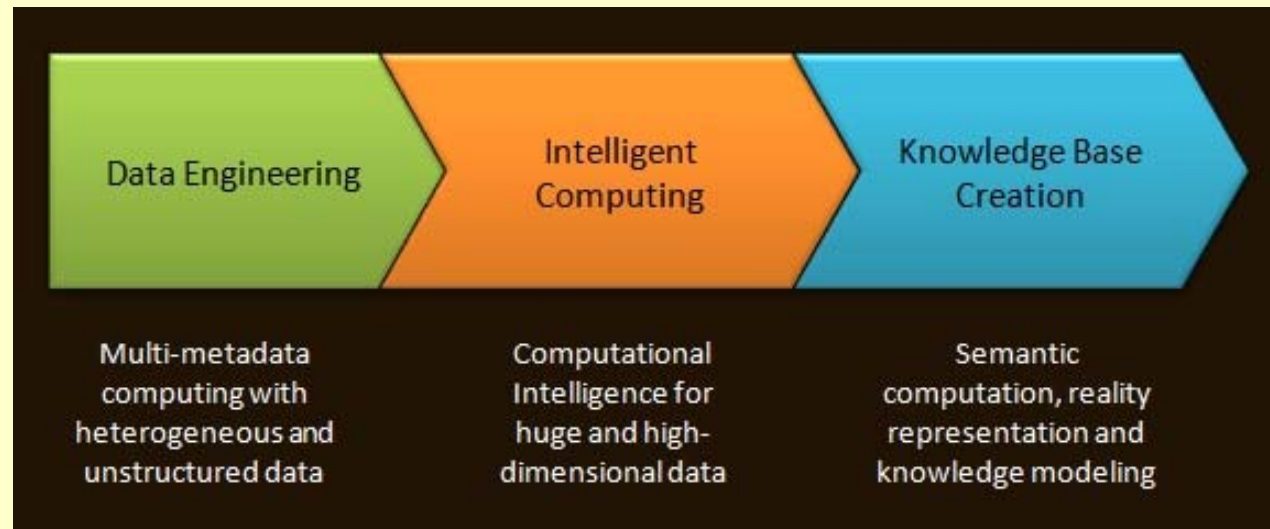 Data Engineering
Intelligent
Computing
Knowledge Base
Creation
Multi-metadata
computing with
heterogeneous and
unstructured data
Computational
Intelligence for
huge and high-
dimensional data
Semantic
computation, reality
representation and
knowledge modeling